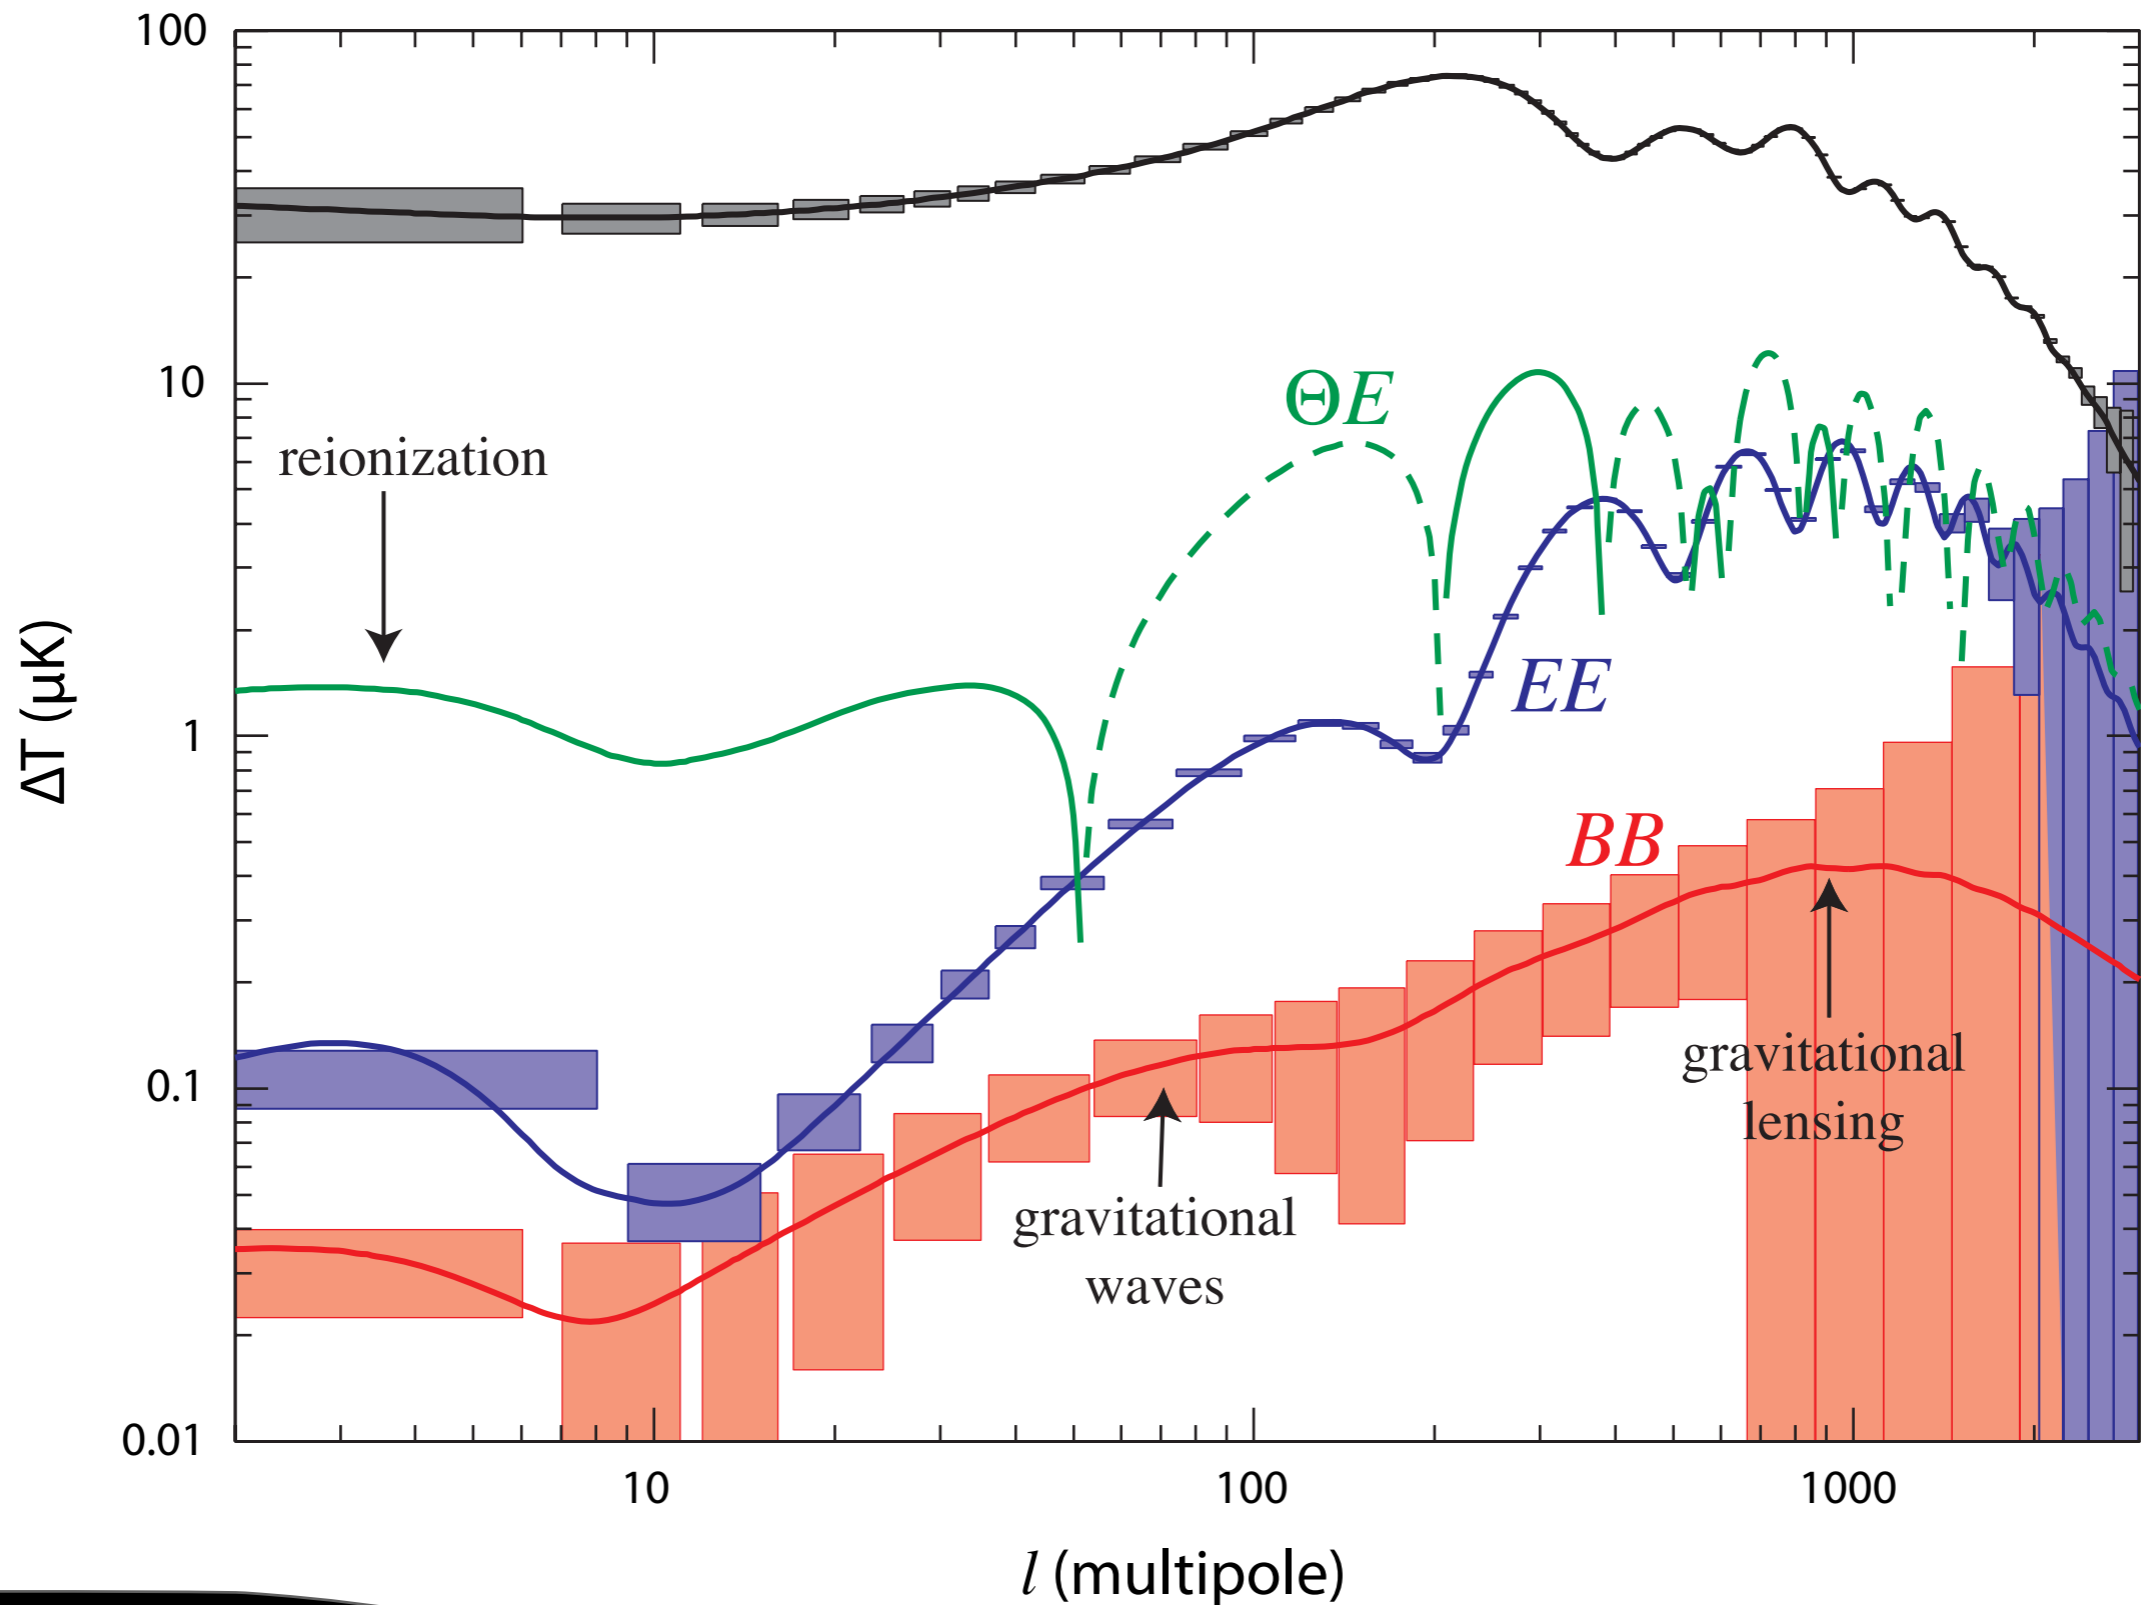 100
10
1
0.1
0.01
ΔT (μK)
reionization
ΘE
EE
BB
gravitational
waves
gravitational
lensing
10
100
1000
l (multipole)